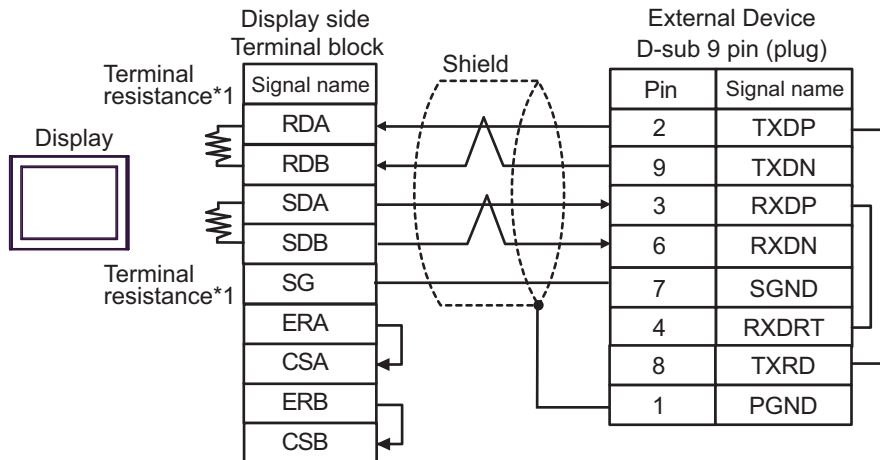 Display side
Terminal block
External Device
D-sub 9 pin (plug)
Terminal
resistance*1
Shield
Display
Signal name
RDA
RDB
SDA
SDB
SG
ERA
CSA
ERB
CSB
Terminal
resistance*1
Pin Signal name
2 TXDP
9 TXDN
3 RXDP
6 RXDN
7 SGND
4 RXDRT
8 TXRD
1 PGND